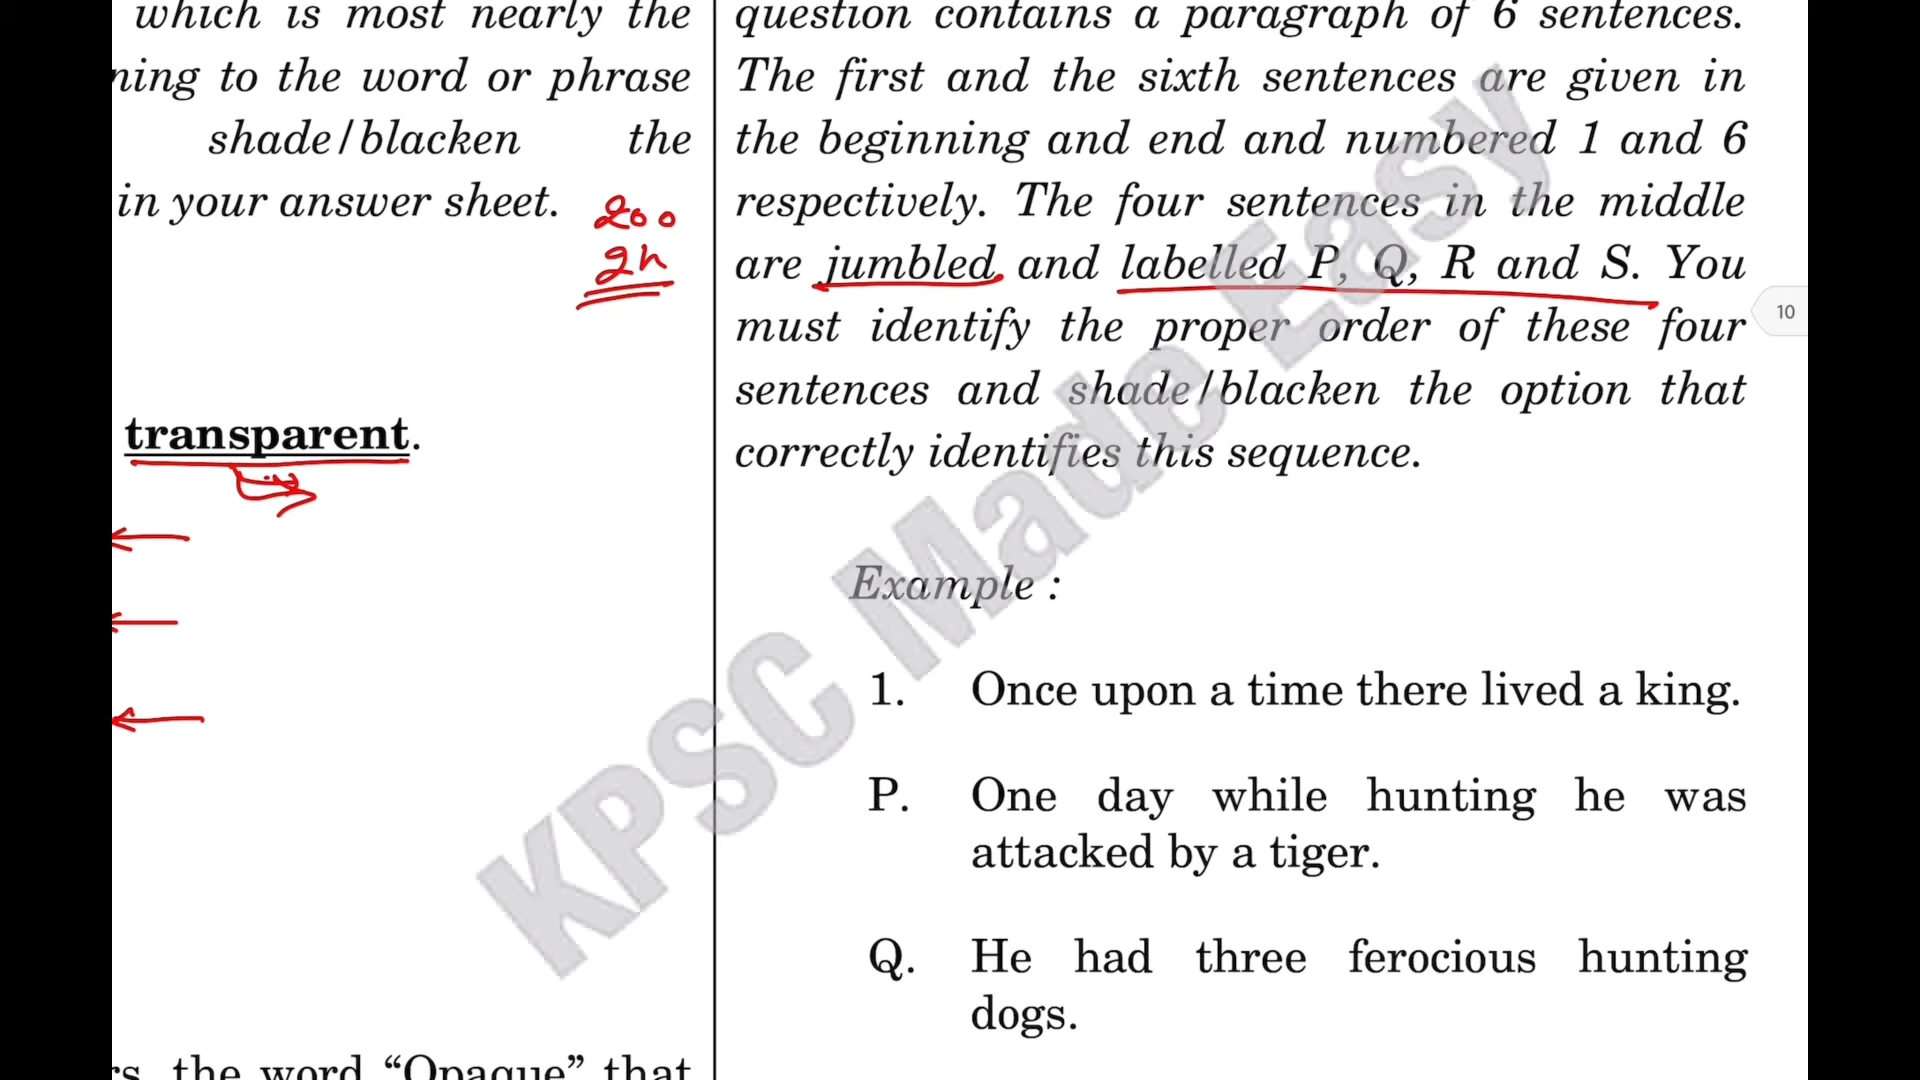 which is most nearly the
ning to the word or phrase
shade/blacken the
in your answer sheet.
200
2h
transparent.
the word “Opaque” that
question contains a paragraph of 6 sentences.
The first and the sixth sentences are given in
the beginning and end and numbered 1 and 6
respectively. The four sentences in the middle
are jumbled and labelled P, Q, R and S. You
must identify the proper order of these four
sentences and shade/blacken the option that
correctly identifies this sequence.
Example :
1. Once upon a time there lived a king.
P. One day while hunting he was
attacked by a tiger.
Q. He had three ferocious hunting
dogs.
KPSC Made Easy
10